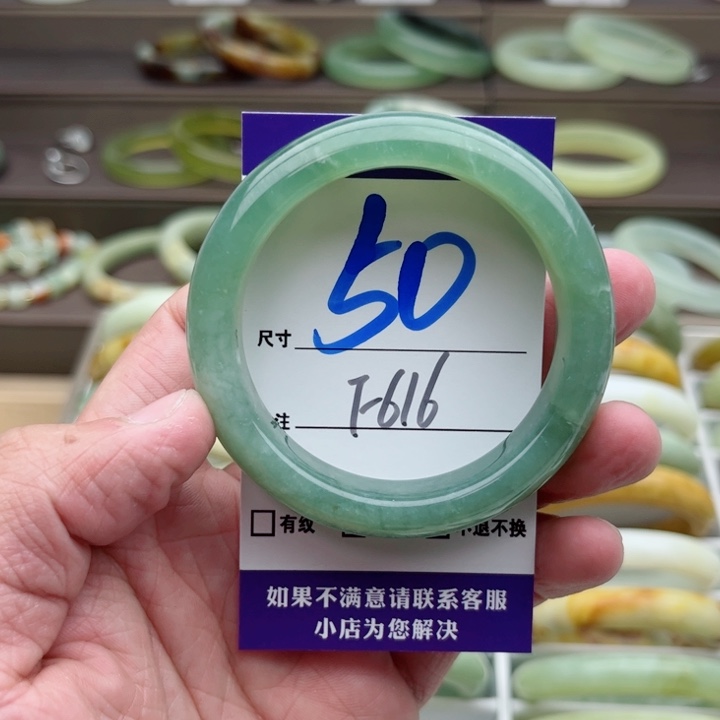 50
尺寸
T-616
注
有纹 不退不换
如果不满意请联系客服
小店为您解决